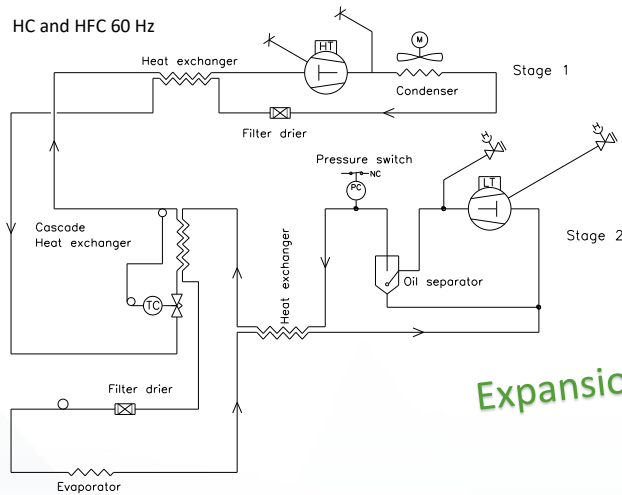 HC and HFC 60 Hz
HT
M
Heat exchanger
Stage 1
Condenser
Filter drier
Pressure switch
NC
PC
LT
Cascade
Heat exchanger
Stage 2
Heat exchanger
Oil separator
TC
Filter drier
Expansio
Evaporator